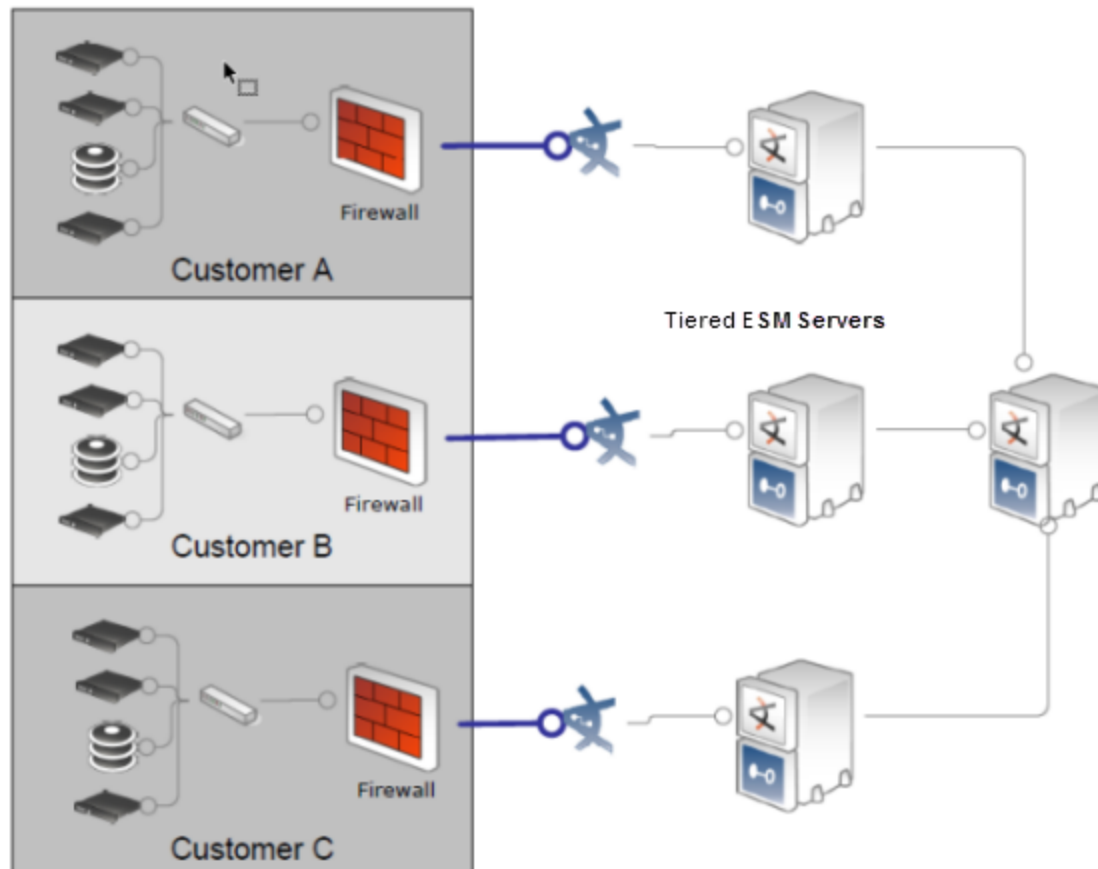 Firewall
Customer A
Tiered ESM Servers
Firewall
Customer B
Firewall
Customer C